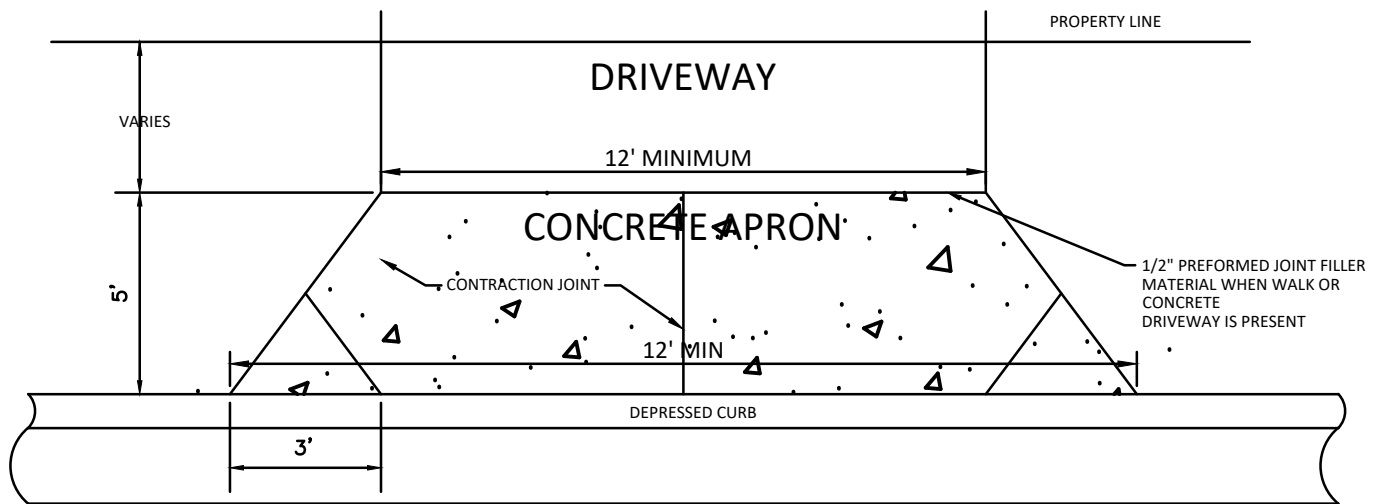 PROPERTY LINE
DRIVEWAY
VARIES
12' MINIMUM
CONCRETE APRON
1/2" PREFORMED JOINT FILLER
MATERIAL WHEN WALK OR
CONCRETE
DRIVEWAY IS PRESENT
CONTRACTION JOINT
5'
12' MIN
DEPRESSED CURB
3'